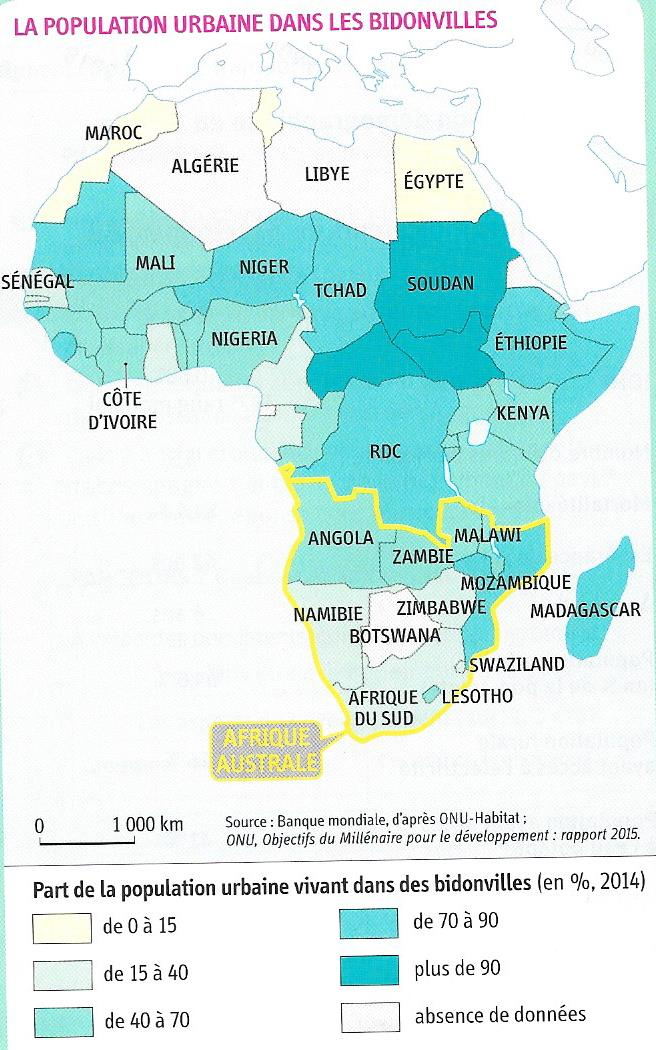 LA POPULATION URBAINE DANS LES BIDONVILLES
MAROC
ALGÉRIE
LIBYE
ÉGYPTE
SÉNÉGAL
MALI
NIGER
TCHAD
SOUDAN
NIGERIA
ÉTHIOPIE
CÔTE
D'IVOIRE
KENYA
RDC
ANGOLA
MALAWI
ZAMBIE
MOZAMBIQUE
NAMIBIE
ZIMBABWE
MADAGASCAR
BOTSWANA
SWAZILAND
AFRIQUE
DU SUD
LESOTHO
AFRIQUE
AUSTRALE
0 1 000 km
Source : Banque mondiale, d'après ONU-Habitat ;
ONU, Objectifs du Millénaire pour le développement : rapport 2015.
Part de la population urbaine vivant dans des bidonvilles (en %, 2014)
de 0 à 15
de 15 à 40
de 40 à 70
de 70 à 90
plus de 90
absence de données